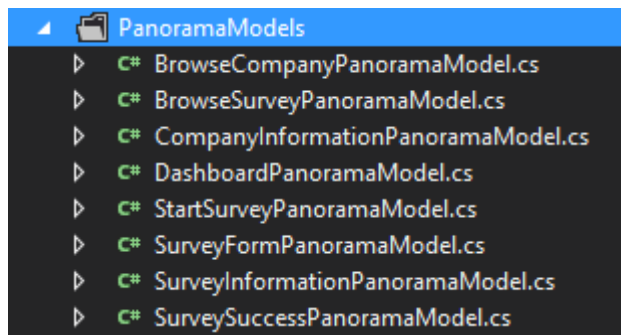 PanoramaModels
C# BrowseCompanyPanoramaModel.cs
C# BrowseSurveyPanoramaModel.cs
C# CompanyInformationPanoramaModel.cs
C# DashboardPanoramaModel.cs
C# StartSurveyPanoramaModel.cs
C# SurveyFormPanoramaModel.cs
C# SurveyInformationPanoramaModel.cs
C# SurveySuccessPanoramaModel.cs